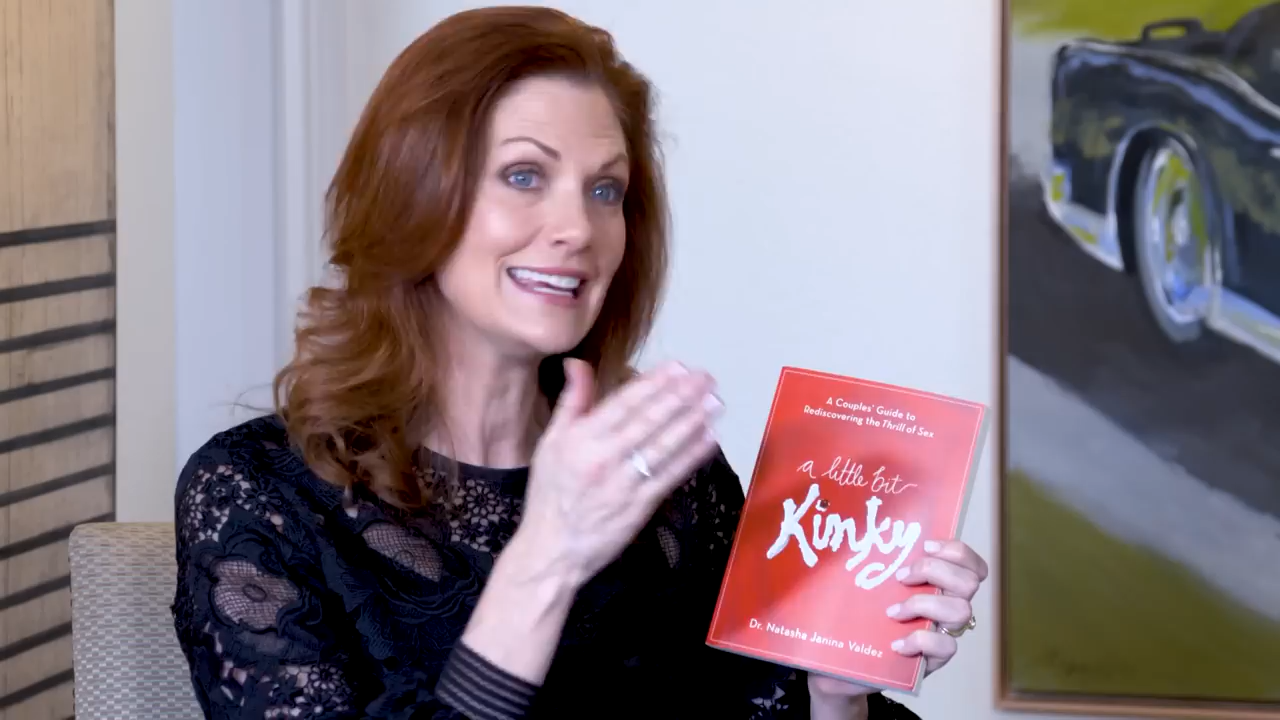 A Couples' Guide to
Rediscovering the Thrill of Sex
a little bit
Kinky
Dr. Natasha Janina Valdez